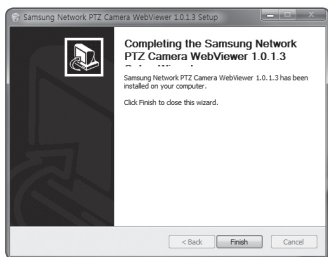 Samsung Network PTZ Camera WebViewer 1.0.1.3 Setup
Completing the Samsung Network
PTZ Camera WebViewer 1.0.1.3
Samsung Network PTZ Camera WebViewer 1.0.1.3 has been
installed on your computer.
Click Finish to close this wizard.
< Back
Finish
Cancel